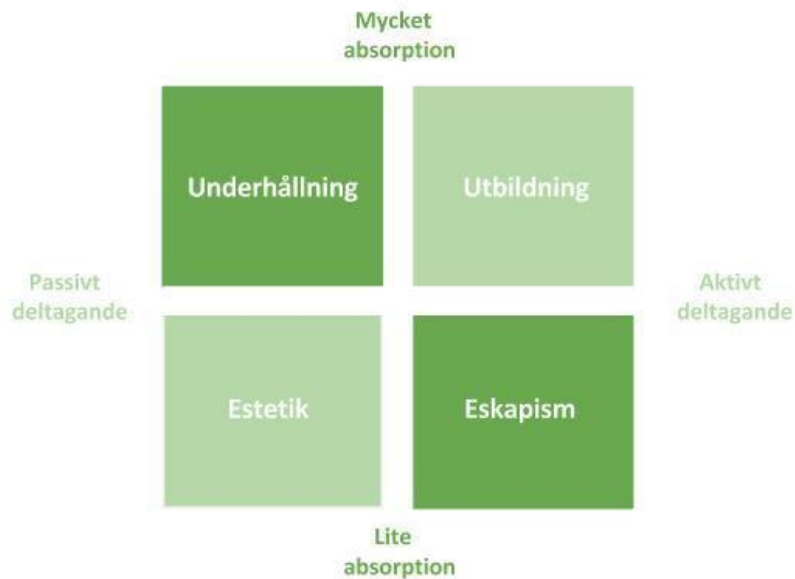 Mycket
absorption
Underhållning
Utbildning
Passivt
deltagande
Aktivt
deltagande
Estetik
Eskapism
Lite
absorption